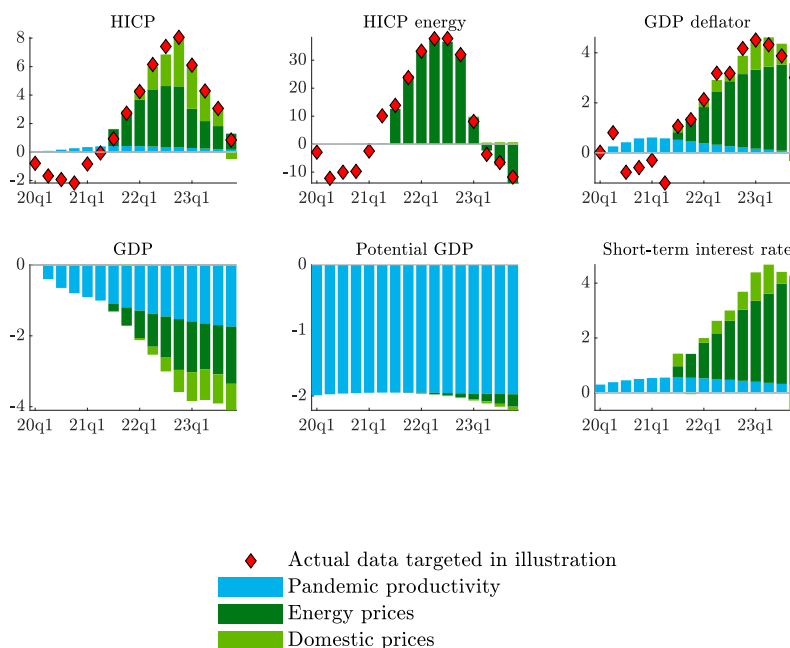 HICP
HICP energy
GDP deflator
8
6
4
2
0
-2
20q1 21q1 22q1 23q1
30
20
10
0
-10
20q1 21q1 22q1 23q1
4
2
0
20q1 21q1 22q1 23q1
GDP
Potential GDP
Short-term interest rate
0
-2
-4
20q1 21q1 22q1 23q1
0
-1
-2
20q1 21q1 22q1 23q1
4
2
0
20q1 21q1 22q1 23q1
Actual data targeted in illustration
Pandemic productivity
Energy prices
Domestic prices